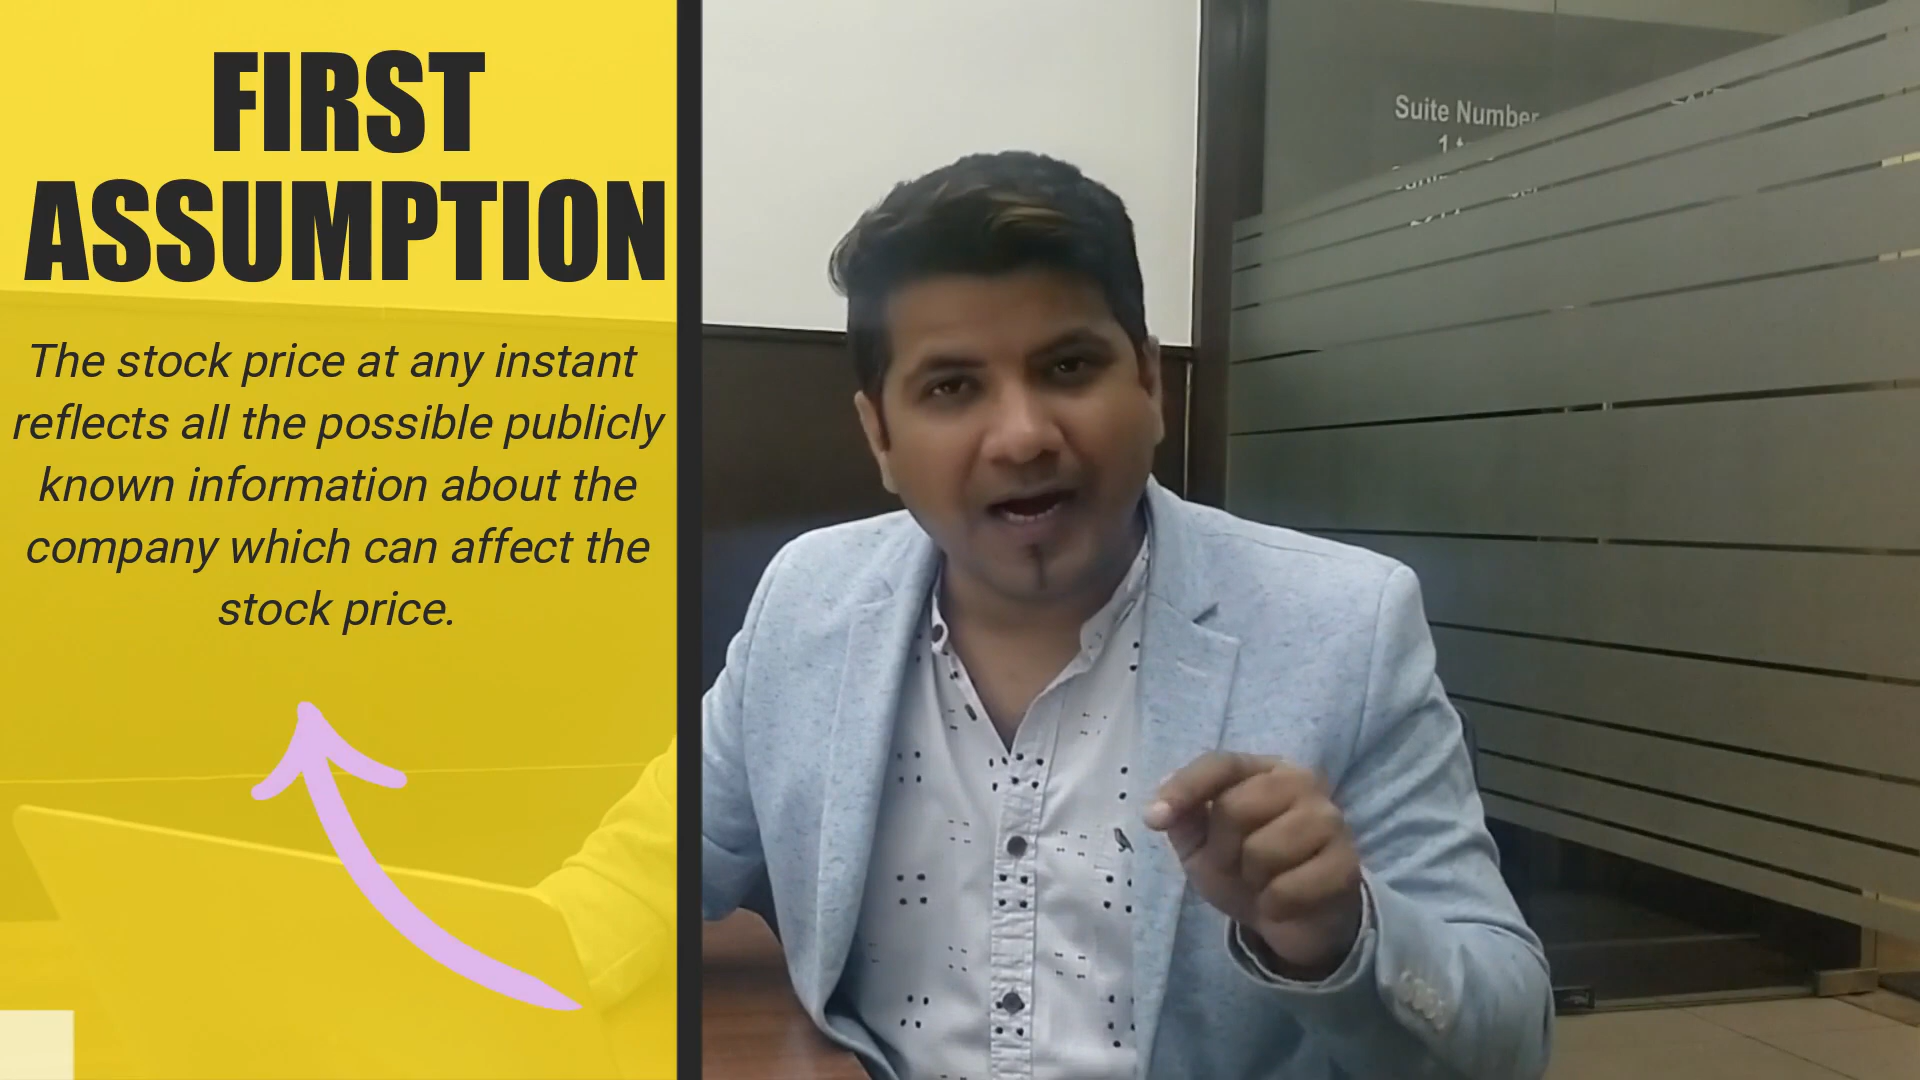 FIRST
ASSUMPTION
The stock price at any instant
reflects all the possible publicly
known information about the
company which can affect the
stock price.
Suite Number
1